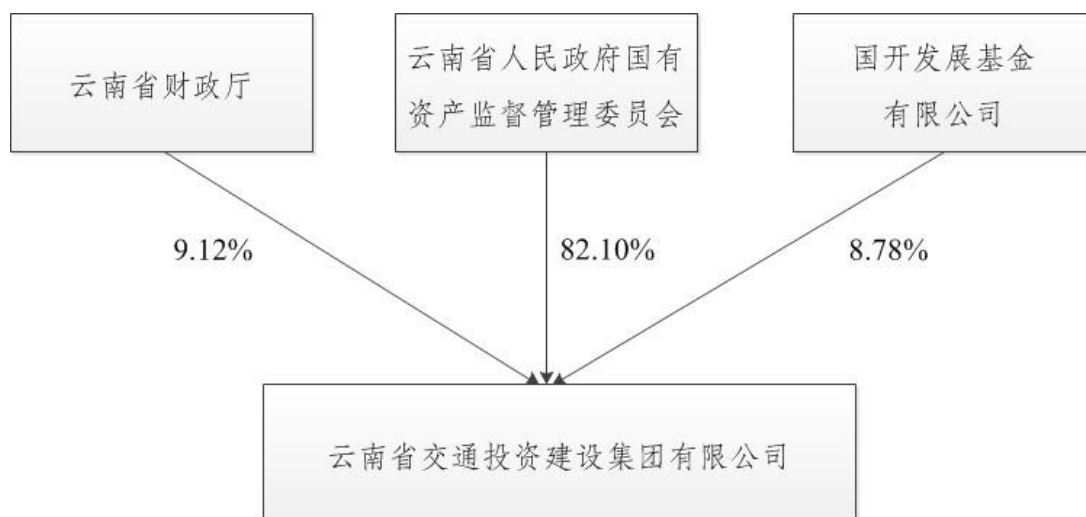 云南省财政厅
云南省人民政府国有
资产监督管理委员会
国开发展基金
有限公司
9.12%
82.10%
8.78%
云南省交通投资建设集团有限公司